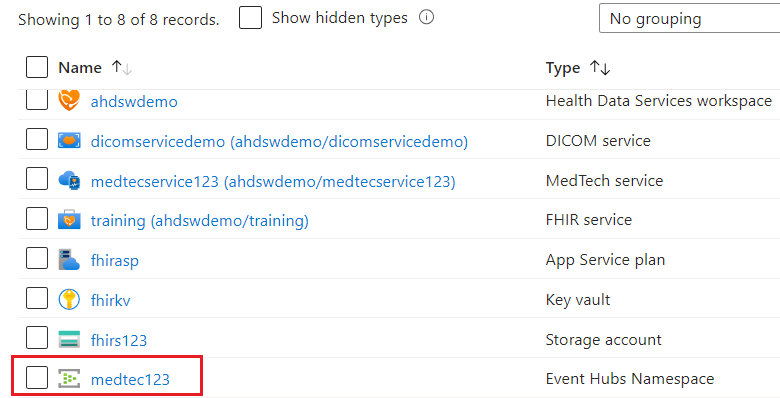 Showing 1 to 8 of 8 records. Show hidden types No grouping
Name Type
ahdswdemo Health Data Services workspace
dicomservicedemo (ahdswdemo/dicomservicedemo) DICOM service
medtecservice123 (ahdswdemo/medtecservice123) MedTech service
training (ahdswdemo/training) FHIR service
fhirasp App Service plan
fhirkv Key vault
fhirs123 Storage account
medtec123 Event Hubs Namespace